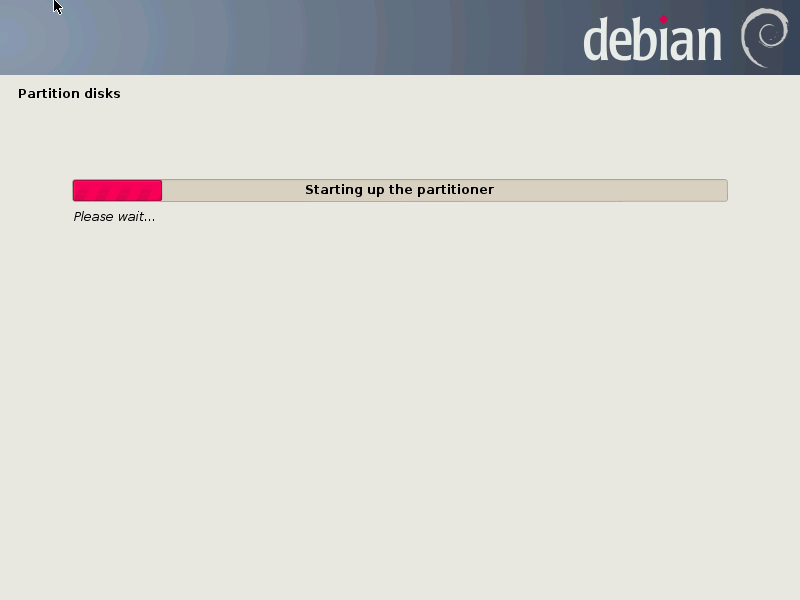 debian
Partition disks
Starting up the partitioner
Please wait...